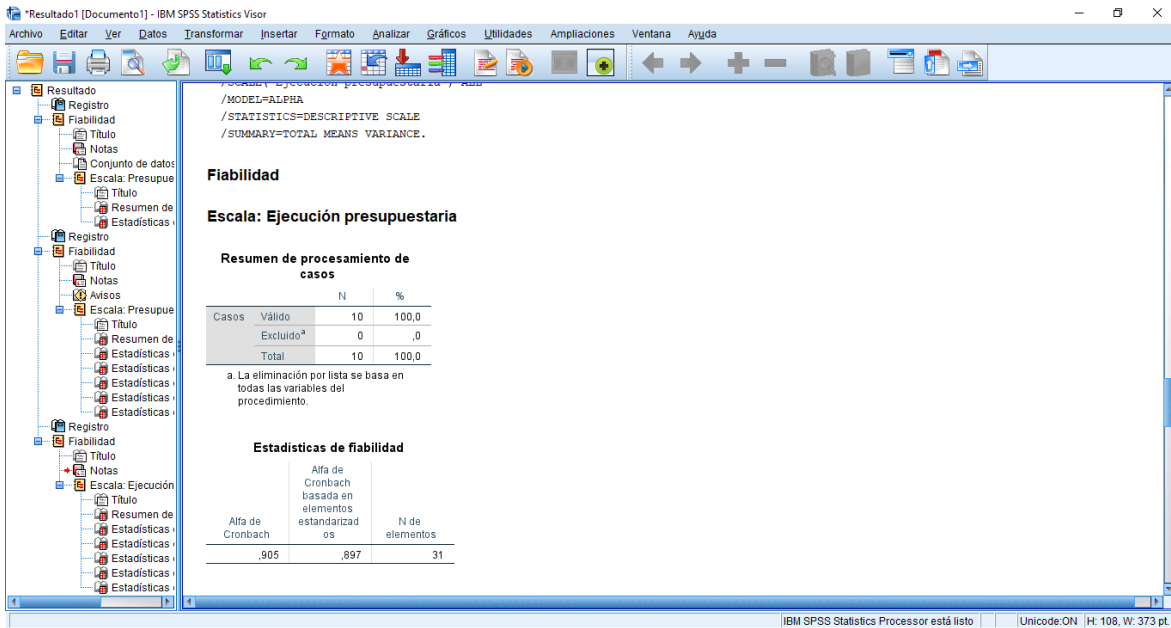 *Resultado1 [Documento1] - IBM SPSS Statistics Visor
Archivo Editar Ver Datos Transformar Insertar Formato Analizar Gráficos Utilidades Ampliaciones Ventana Ayuda
Resultado
Registro
Fiabilidad
Título
Notas
Conjunto de datos
Escala: Presupue
Título
Resumen de
Estadísticas
Registro
Fiabilidad
Título
Notas
Avisos
Escala: Presupue
Título
Resumen de
Estadísticas
Estadísticas
Estadísticas
Estadísticas
Estadísticas
Registro
Fiabilidad
Título
Notas
Escala: Ejecución
Título
Resumen de
Estadísticas
Estadísticas
Estadísticas
Estadísticas
Estadísticas
/MODEL=ALPHA
/STATISTICS=DESCRIPTIVE SCALE
/SUMMARY=TOTAL MEANS VARIANCE.
Fiabilidad
Escala: Ejecución presupuestaria
Resumen de procesamiento de
casos
N %
Casos Válido 10 100,0
Excluidoa 0 ,0
Total 10 100,0
a. La eliminación por lista se basa en
todas las variables del
procedimiento.
Estadísticas de fiabilidad
Alfa de
Cronbach
Alfa de
Cronbach
basada en
elementos
estandarizad
os
N de
elementos
,905 ,897 31
IBM SPSS Statistics Processor está listo Unicode:ON H: 108, W: 373 pt